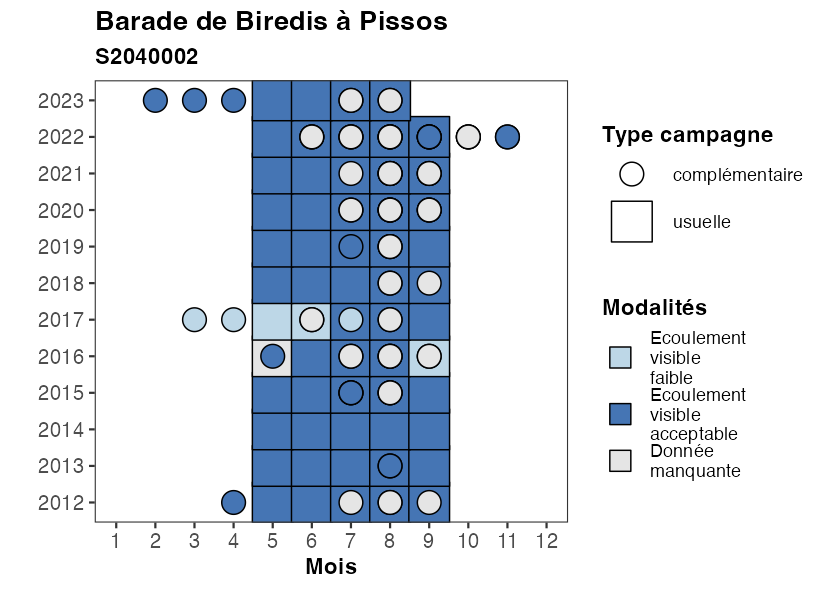 Barade de Biredis à Pissos
S2040002
2023
2022
2021
2020
2019
2018
2017
2016
2015
2014
2013
2012
1 2 3 4 5 6 7 8 9 10 11 12
Mois
Type campagne
complémentaire
usuelle
Modalités
Ecoulement
visible
faible
Ecoulement
visible
acceptable
Donnée
manquante